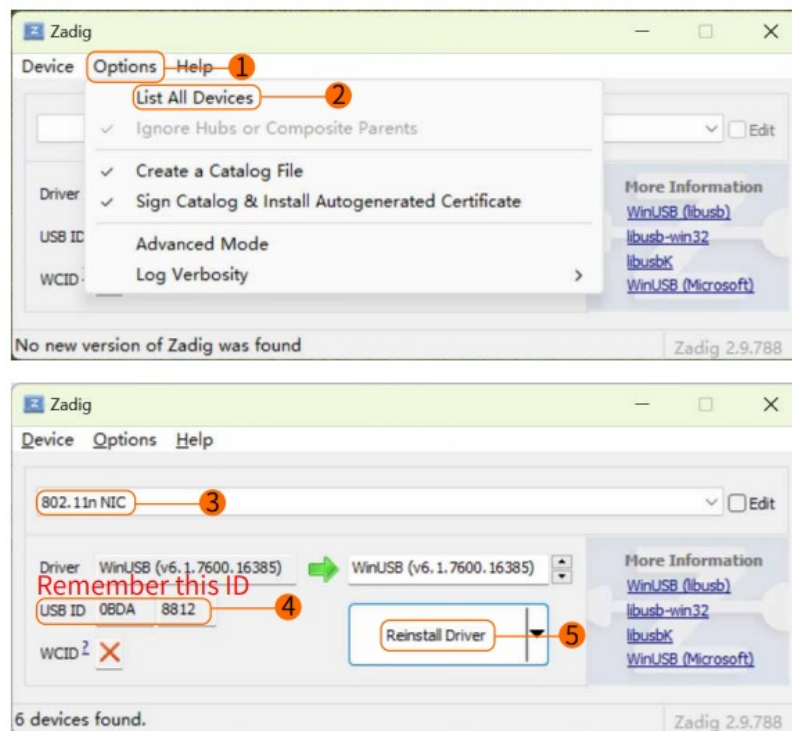 Zadig
Device Options Help 1
List All Devices 2
Ignore Hubs or Composite Parents
Edit
Create a Catalog File
Driver
More Information
Sign Catalog & Install Autogenerated Certificate
WinUSB (libusb)
USB ID
libusb-win32
Advanced Mode
libusbK
Log Verbosity
WCID
WinUSB (Microsoft)
No new version of Zadig was found
Zadig 2.9.788
Zadig
Device Options Help
802.11n NIC 3
Edit
Driver WinUSB (v6.1.7600.16385) WinUSB (v6.1.7600.16385)
More Information
Remember this ID
WinUSB (libusb)
USB ID 0BDA 8812 4
libusb-win32
Reinstall Driver 5
libusbK
WCID ?
WinUSB (Microsoft)
6 devices found.
Zadig 2.9.788